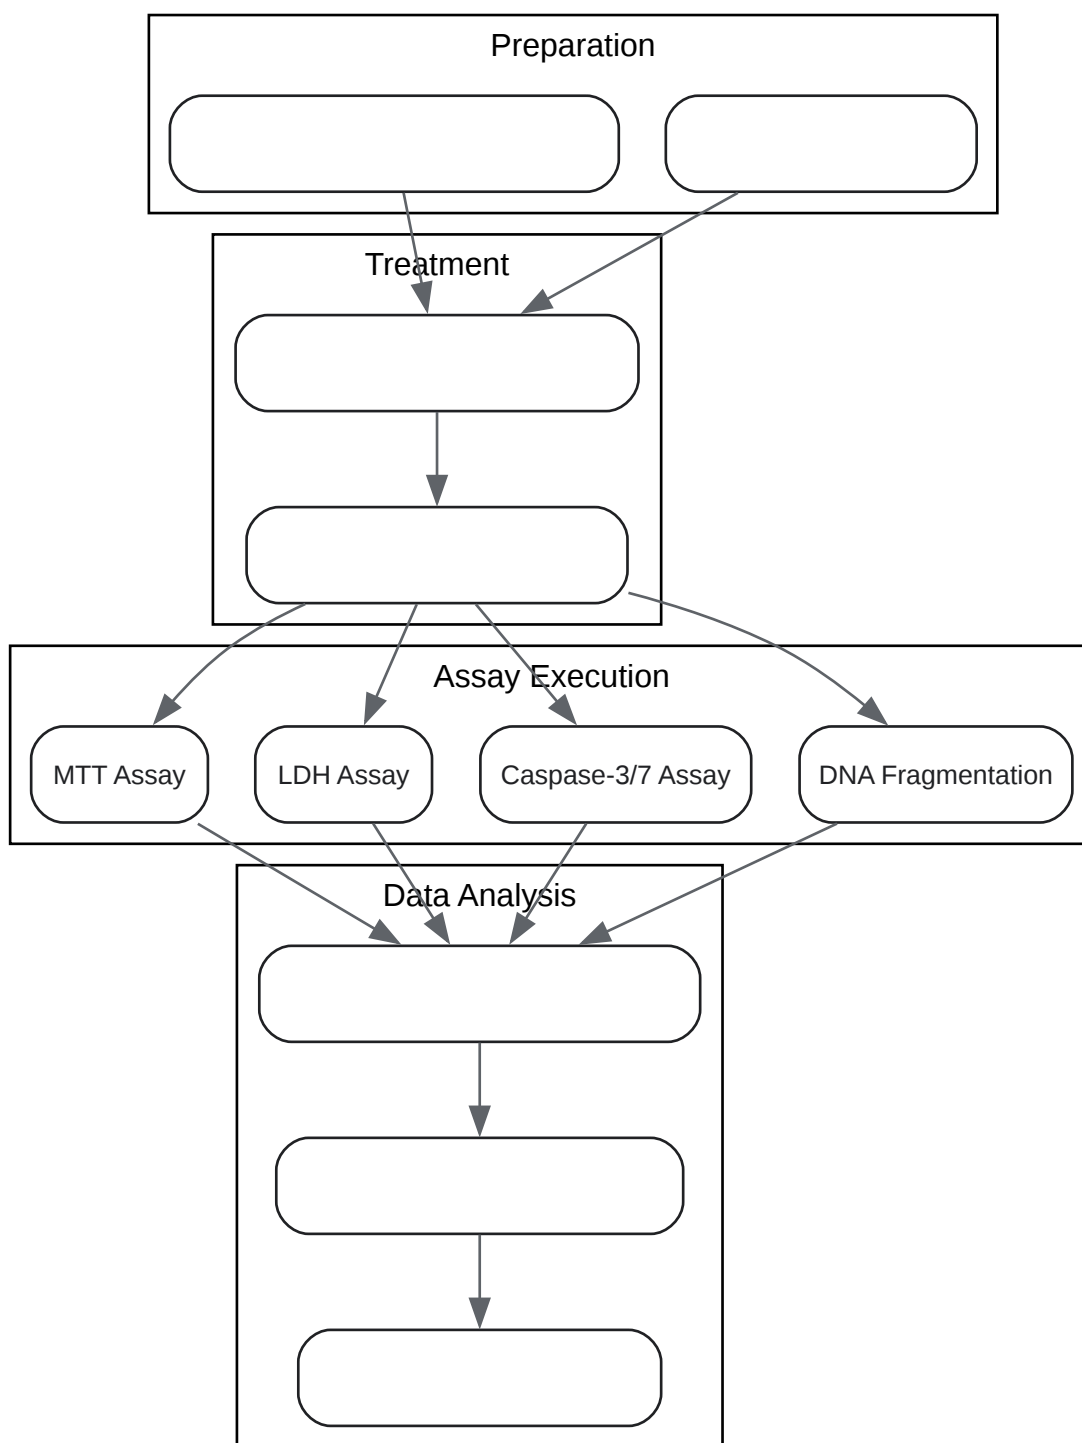 Preparation
Treatment
Assay Execution
MTT Assay
LDH Assay
Caspase-3/7 Assay
DNA Fragmentation
Data Analysis